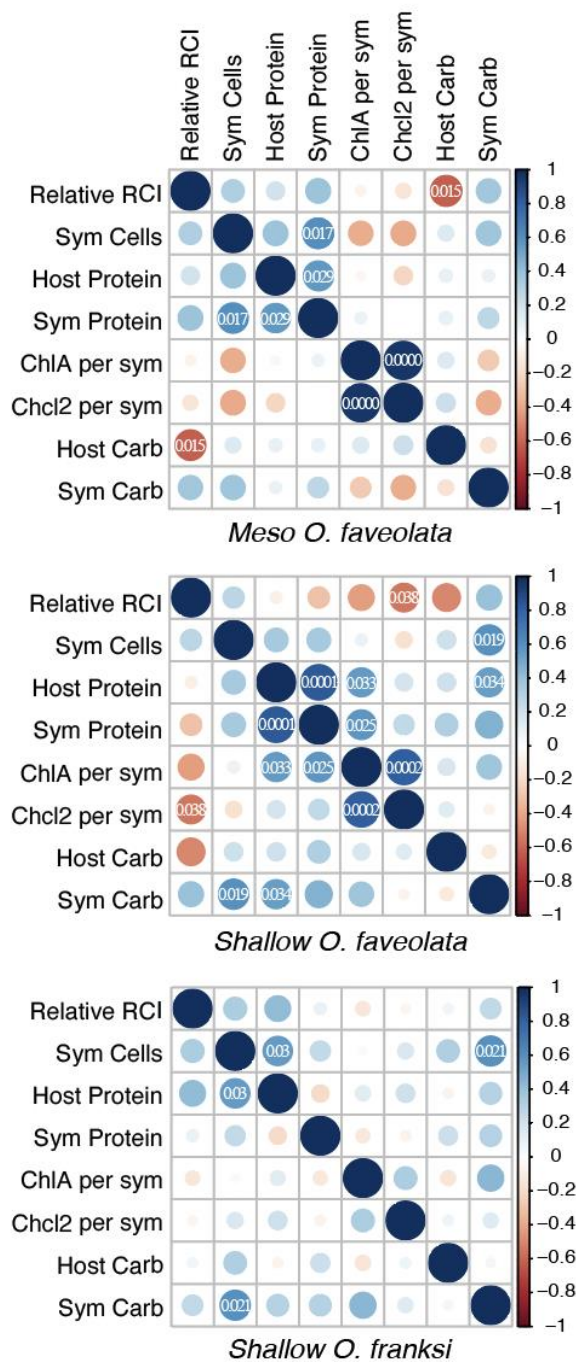 Relative RCI
Sym Cells
Host Protein
Sym Protein
ChlA per sym
Chcl2 per sym
Host Carb
Sym Carb
Relative RCI 0.015 1
Sym Cells 0.017 0.8
Host Protein 0.029 0.6
Sym Protein 0.017 0.029 0.4
ChlA per sym 0.0000 0.2
Chcl2 per sym 0.0000 0
Host Carb 0.015 −0.2
Sym Carb −0.4
−0.6
−0.8
−1
Meso O. faveolata
Relative RCI 0.038 1
Sym Cells 0.019 0.8
Host Protein 0.0001 0.033 0.034 0.6
Sym Protein 0.0001 0.025 0.4
ChlA per sym 0.033 0.025 0.0002 0.2
Chcl2 per sym 0.038 0.0002 0
Host Carb −0.2
Sym Carb 0.019 0.034 −0.4
−0.6
−0.8
−1
Shallow O. faveolata
Relative RCI 1
Sym Cells 0.03 0.021 0.8
Host Protein 0.03 0.6
Sym Protein 0.4
ChlA per sym 0.2
Chcl2 per sym 0
Host Carb −0.2
Sym Carb 0.021 −0.4
−0.6
−0.8
−1
Shallow O. franksi